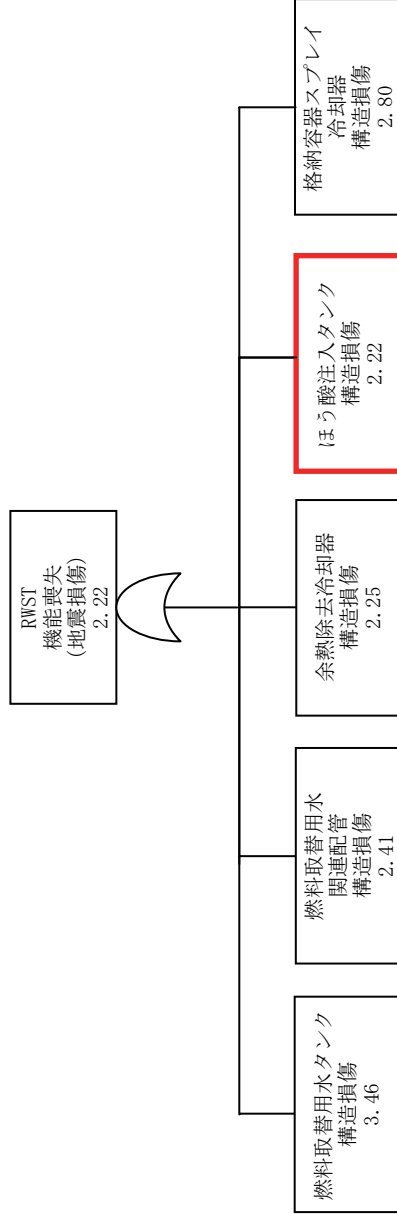 RWST
機能喪失
(地震損傷)
2.22
燃料取替用水タンク
構造損傷
3.46
燃料取替用水
関連配管
構造損傷
2.41
余熱除去冷却器
構造損傷
2.25
ほう酸注入タンク
構造損傷
2.22
格納容器スプレイ
冷却器
構造損傷
2.80